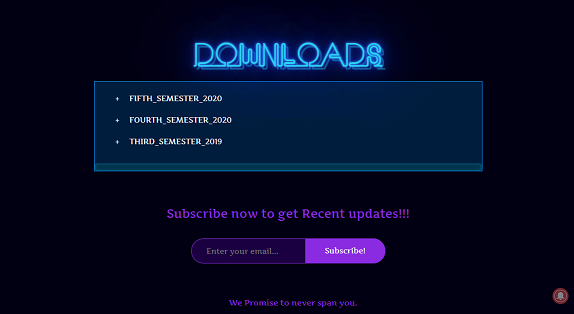 DOWNLOADS
+ FIFTH_SEMESTER_2020
+ FOURTH_SEMESTER_2020
+ THIRD_SEMESTER_2019
Subscribe now to get Recent updates!!!
Enter your email... Subscribe!
We Promise to never span you.